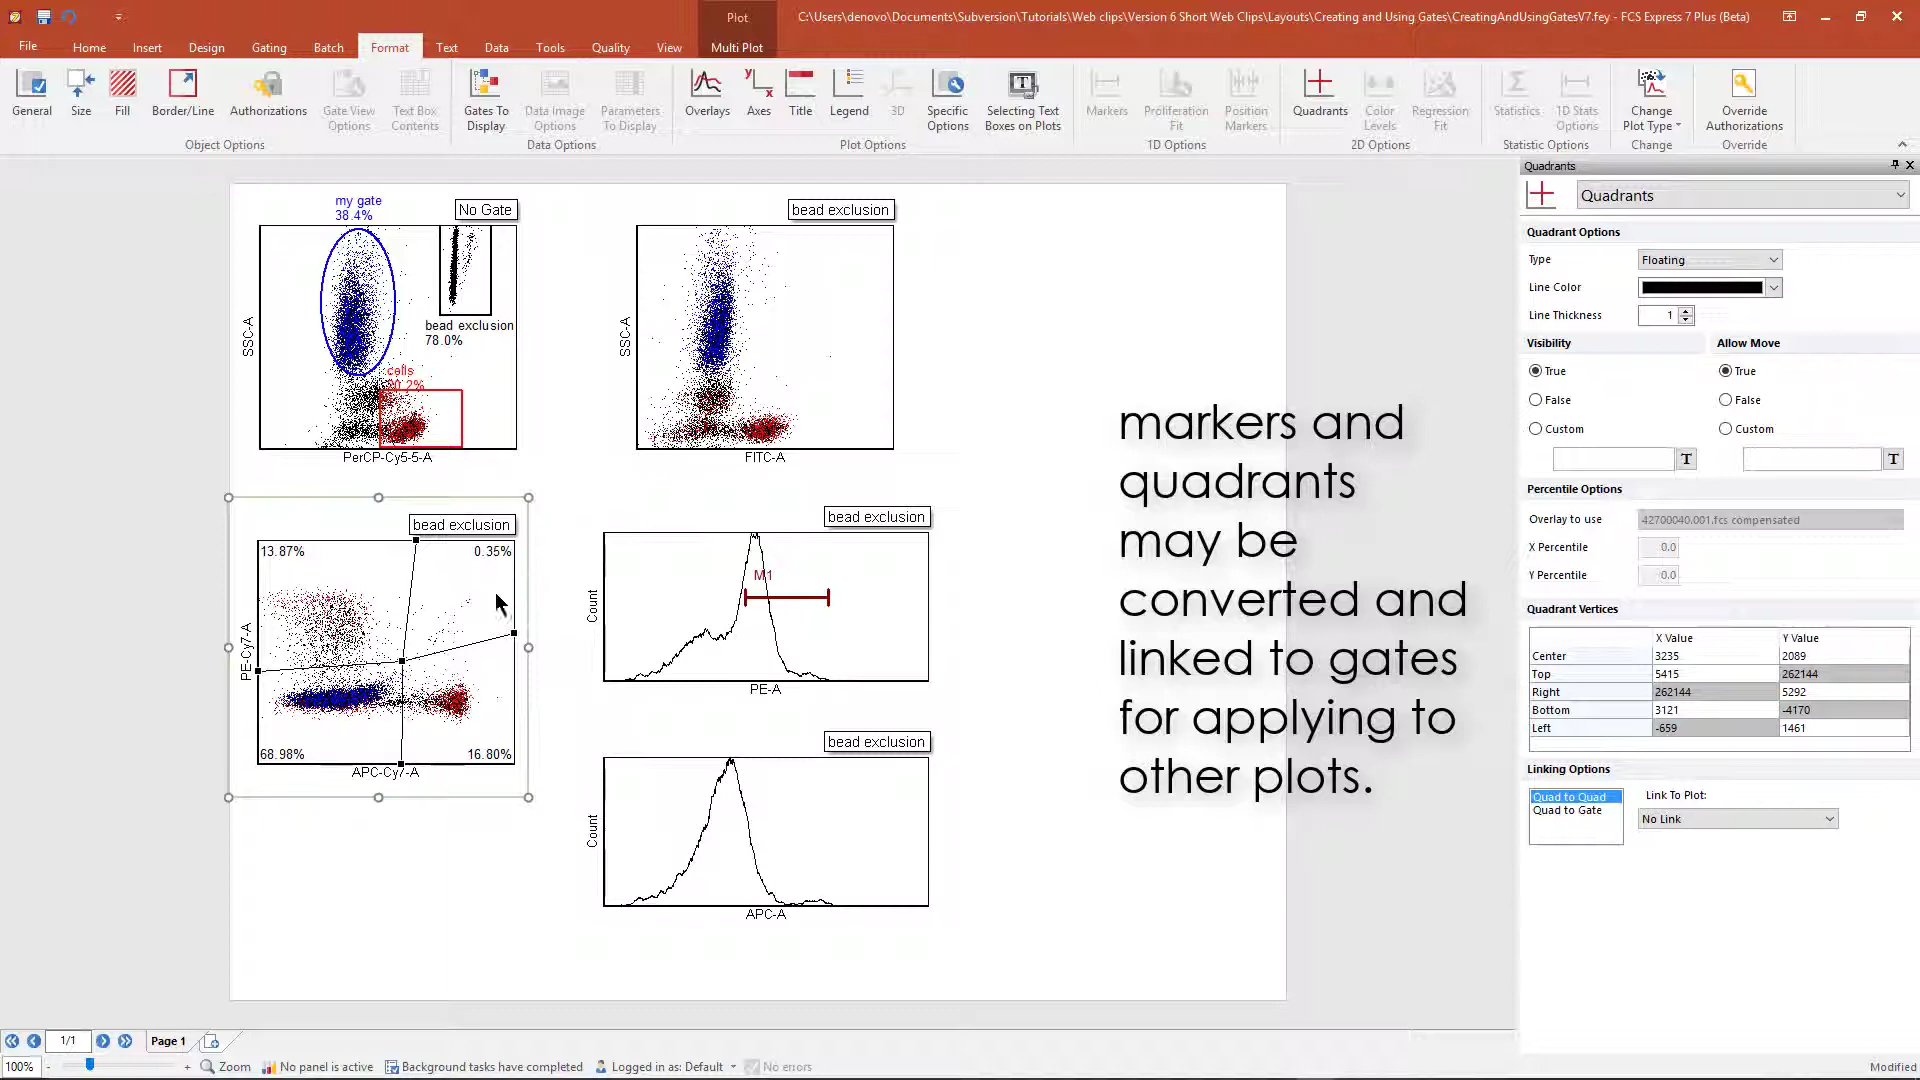 Plot
C:\Users\denovo\Documents\Subversion\Tutorials\Web clips\Version 6 Short Web Clips\Layouts\Creating and Using Gates\CreatingAndUsingGatesV7.fey - FCS Express 7 Plus (Beta)
File Home Insert Design Gating Batch Format Text Data Tools Quality View Multi Plot
General Size Fill Border/Line Authorizations Gate View Options Text Box Contents
Gates To Display Data Image Options Parameters To Display
Overlays Axes Title Legend 3D Specific Options Selecting Text Boxes on Plots
Markers Proliferation Fit Position Markers
Quadrants Color Levels Regression Fit
Statistics 1D Stats Options
Change Plot Type
Override Authorizations
Object Options Data Options Plot Options 1D Options 2D Options Statistic Options Change Override
my gate
38.4%
No Gate
SSC-A
bead exclusion
78.0%
cells
20.2%
PerCP-Cy5-5-A
bead exclusion
SSC-A
FITC-A
bead exclusion
13.87% 0.35%
PE-Cy7-A
68.98% 16.80%
APC-Cy7-A
bead exclusion
M1
Count
PE-A
bead exclusion
Count
APC-A
markers and
quadrants
may be
converted and
linked to gates
for applying to
other plots.
Quadrants
Quadrants
Quadrant Options
Type Floating
Line Color
Line Thickness 1
Visibility Allow Move
True True
False False
Custom Custom
T T
Percentile Options
Overlay to use 42700040.001.fcs compensated
X Percentile 0.0
Y Percentile 0.0
Quadrant Vertices
X Value Y Value
Center 3235 2089
Top 5415 262144
Right 262144 5292
Bottom 3121 -4170
Left -659 1461
Linking Options
Quad to Quad Link To Plot:
Quad to Gate No Link
1/1 Page 1
100% - + Zoom No panel is active Background tasks have completed Logged in as: Default No errors Modified